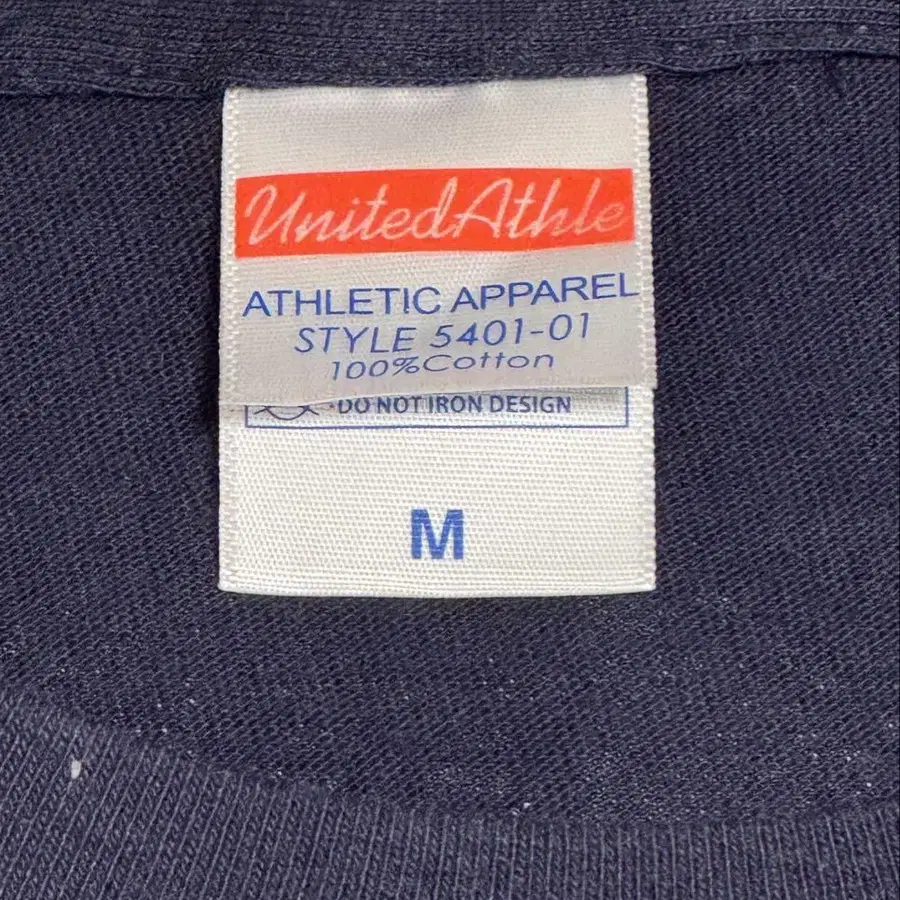 UnitedAthle
ATHLETIC APPAREL
STYLE 5401-01
100%Cotton
·DO NOT IRON DESIGN
M